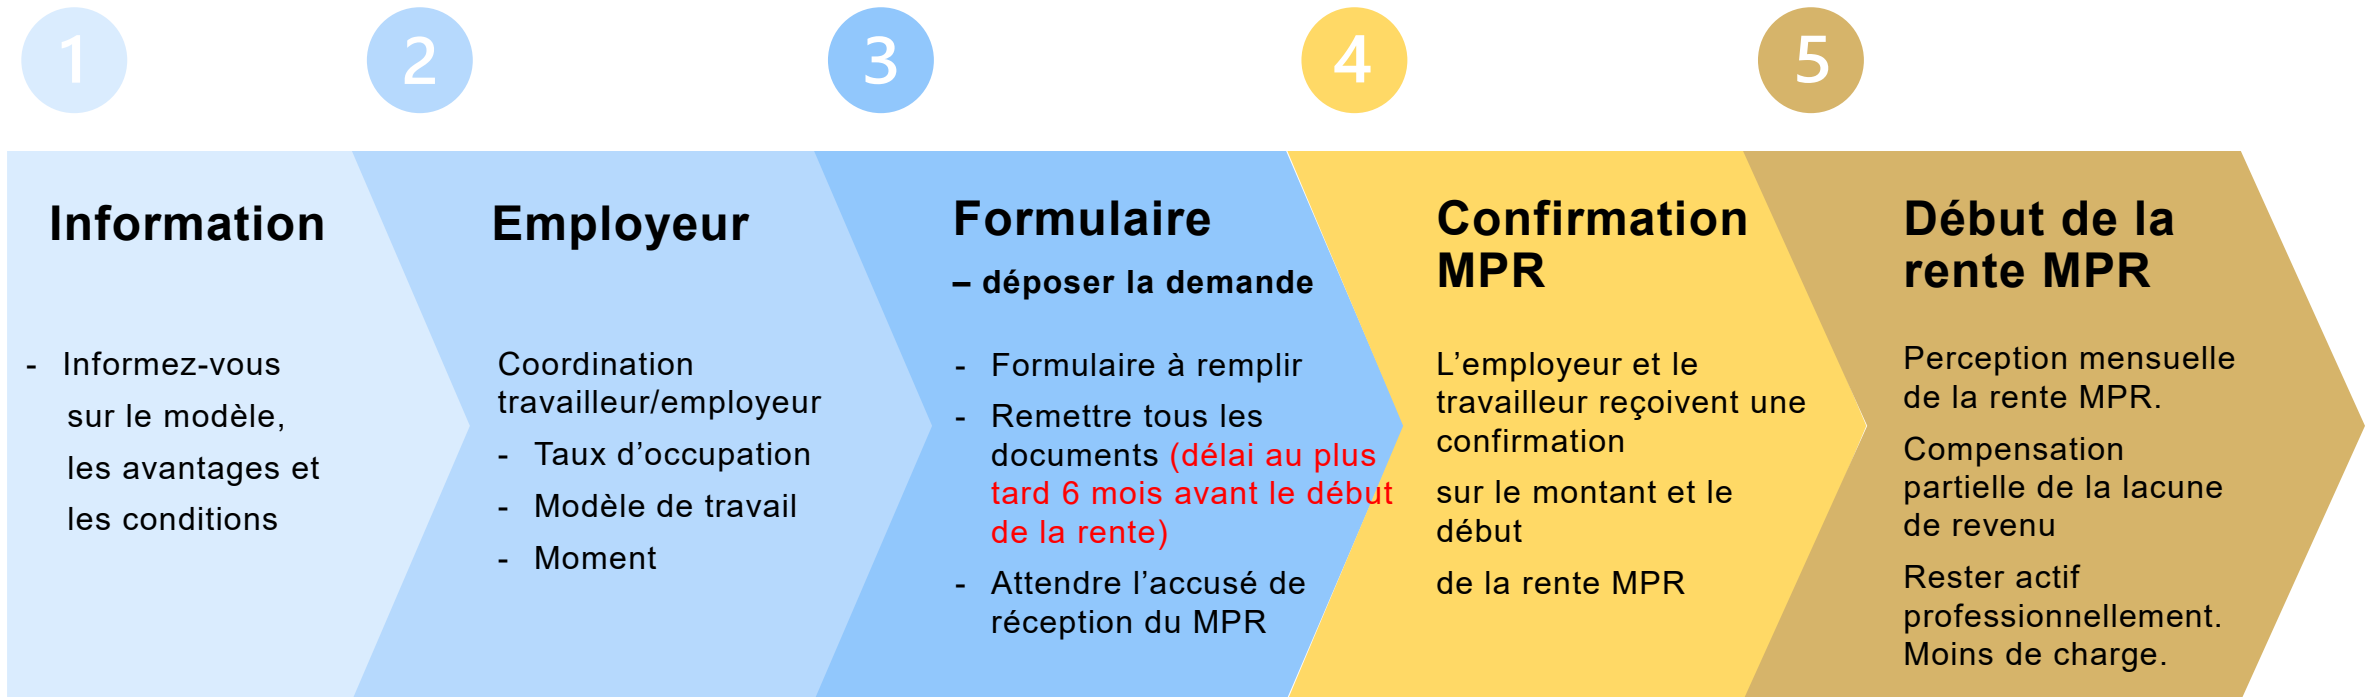 1
2
3
4
5
Information
- Informez-vous
sur le modèle,
les avantages et
les conditions
Employeur
Coordination
travailleur/employeur
- Taux d’occupation
- Modèle de travail
- Moment
Formulaire
– déposer la demande
- Formulaire à remplir
- Remettre tous les
documents (délai au plus
tard 6 mois avant le début
de la rente)
- Attendre l’accusé de
réception du MPR
Confirmation
MPR
L’employeur et le
travailleur reçoivent une
confirmation
sur le montant et le
début
de la rente MPR
Début de la
rente MPR
Perception mensuelle
de la rente MPR.
Compensation
partielle de la lacune
de revenu
Rester actif
professionnellement.
Moins de charge.